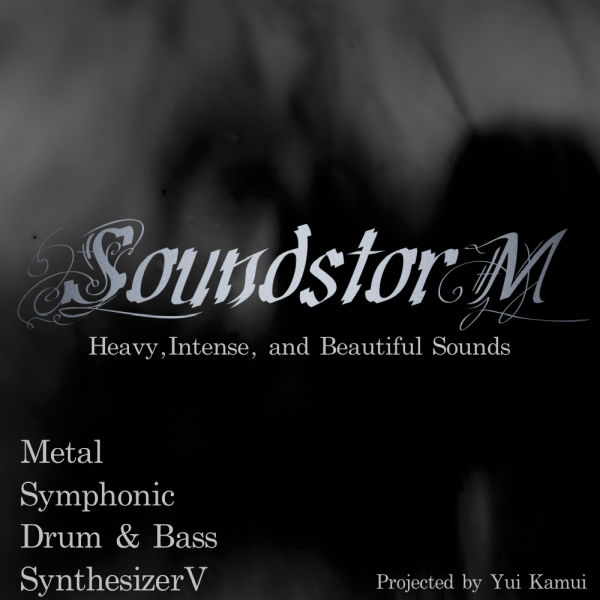 SoundstorM
Heavy,Intense, and Beautiful Sounds
Metal
Symphonic
Drum & Bass
SynthesizerV
Projected by Yui Kamui